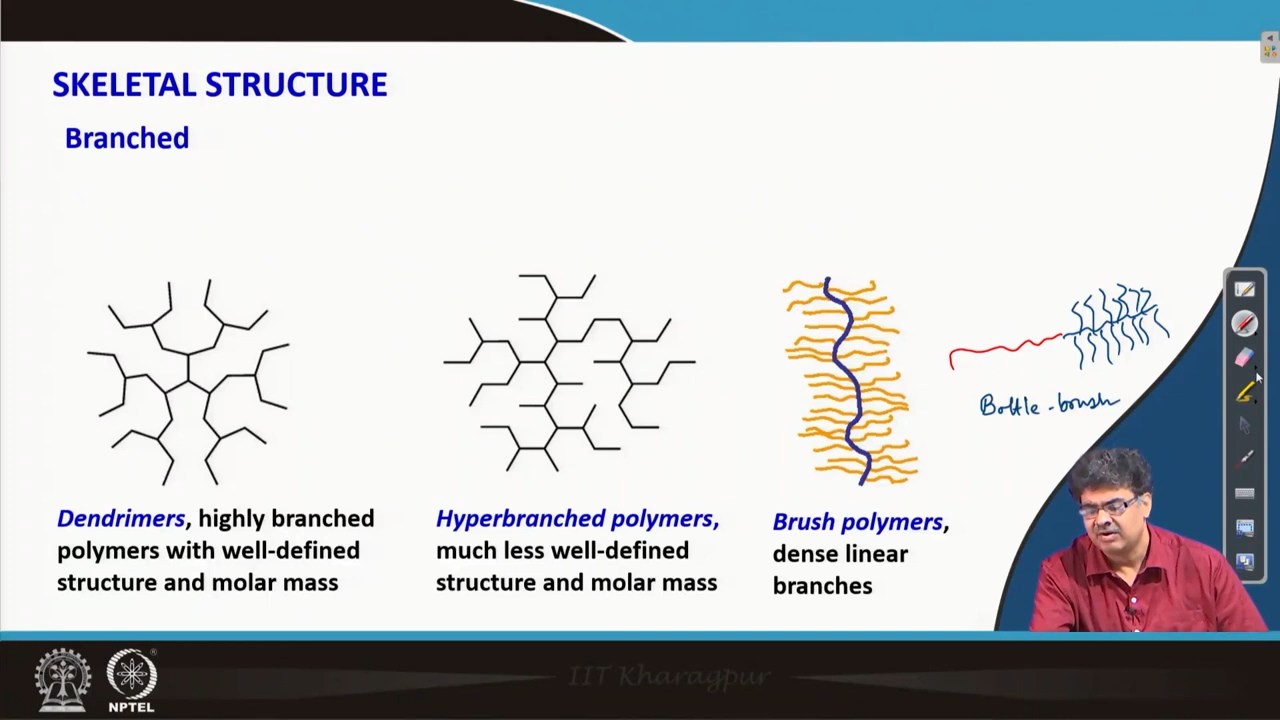 SKELETAL STRUCTURE
Branched
Bottle-brush
Dendrimers, highly branched
polymers with well-defined
structure and molar mass
Hyperbranched polymers,
much less well-defined
structure and molar mass
Brush polymers,
dense linear
branches
IIT Kharagpur
NPTEL